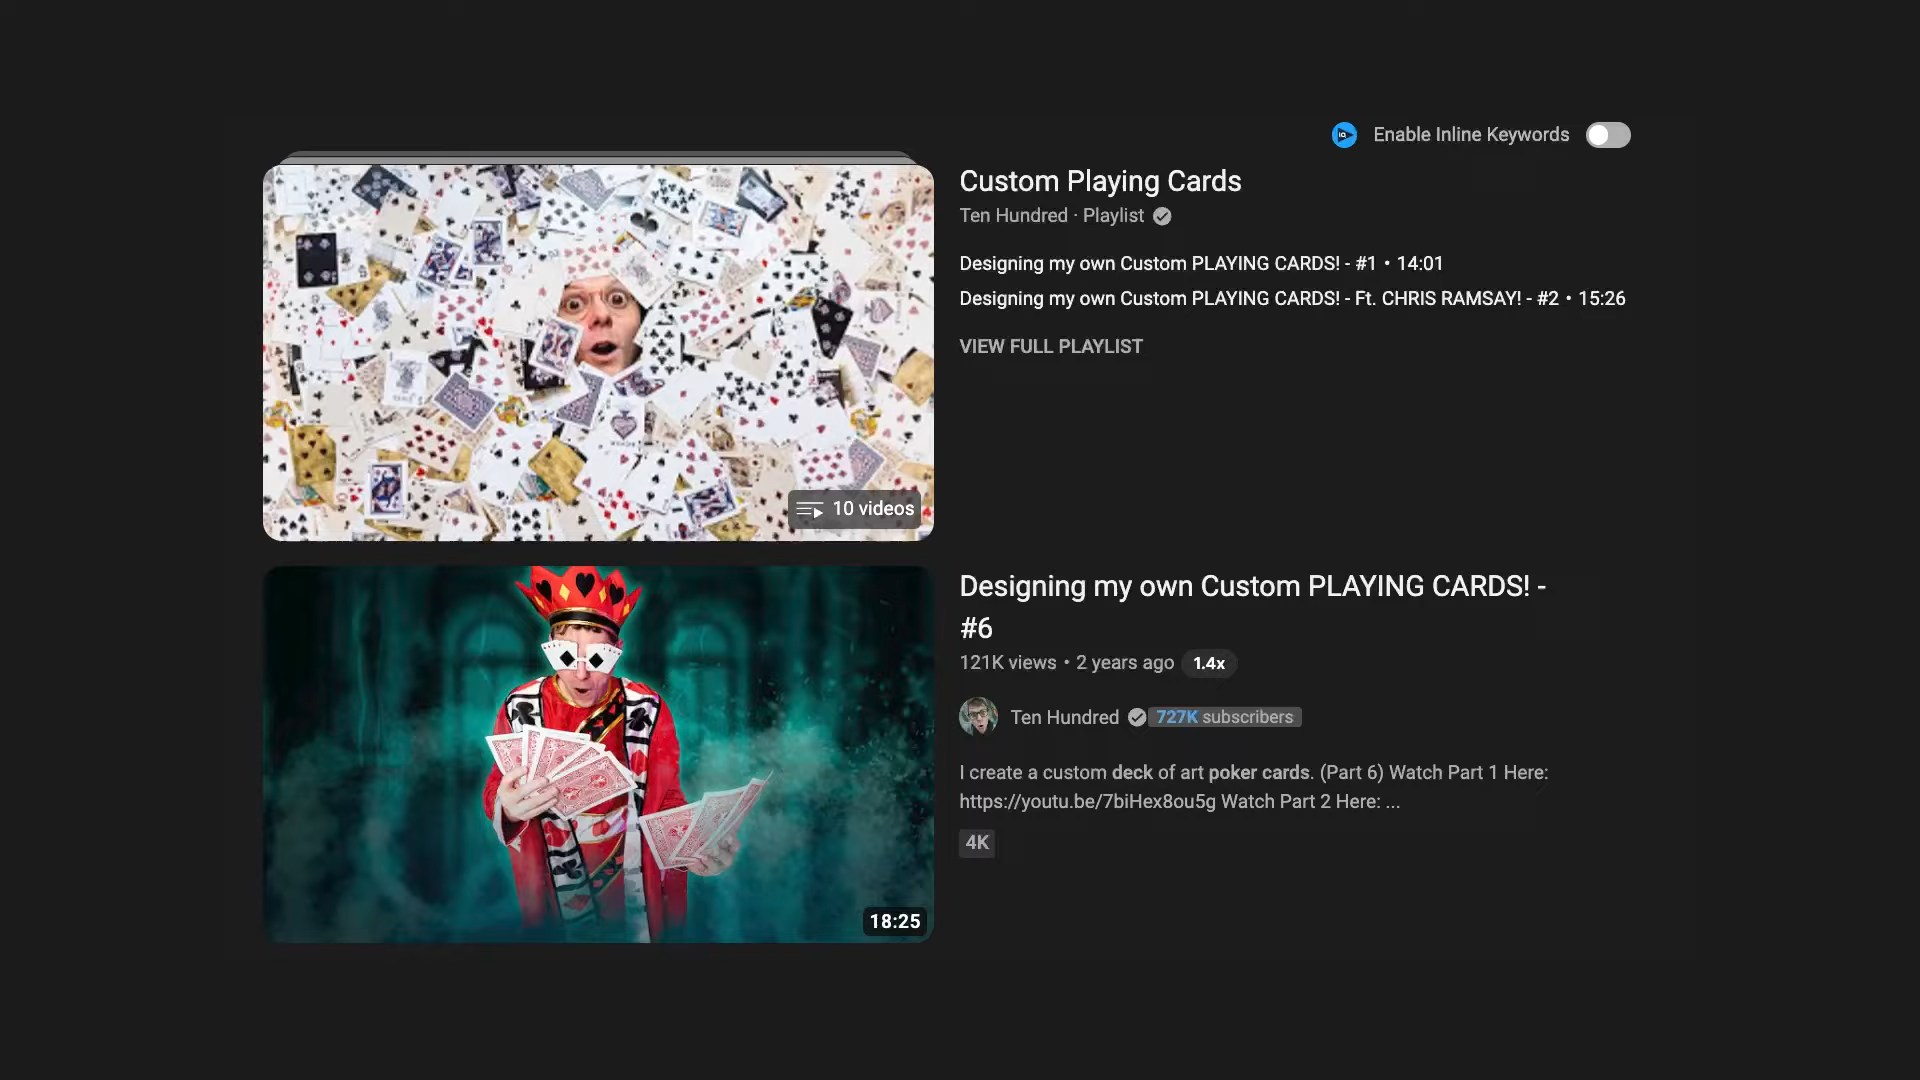 Enable Inline Keywords
Custom Playing Cards
Ten Hundred · Playlist
Designing my own Custom PLAYING CARDS! - #1 • 14:01
Designing my own Custom PLAYING CARDS! - Ft. CHRIS RAMSAY! - #2 • 15:26
VIEW FULL PLAYLIST
10 videos
Designing my own Custom PLAYING CARDS! -
#6
121K views • 2 years ago 1.4x
Ten Hundred 727K subscribers
I create a custom deck of art poker cards. (Part 6) Watch Part 1 Here:
https://youtu.be/7biHex8ou5g Watch Part 2 Here: ...
4K
18:25